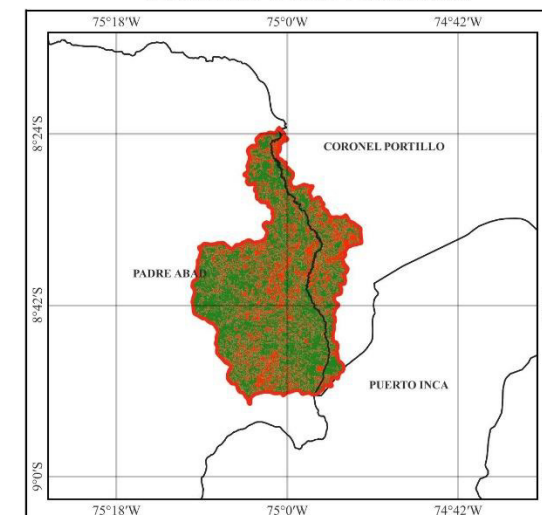 75°18'W 75°0'W 74°42'W
8°24'S
CORONEL PORTILLO
PADRE ABAD
8°42'S
PUERTO INCA
9°0'S
75°18'W 75°0'W 74°42'W